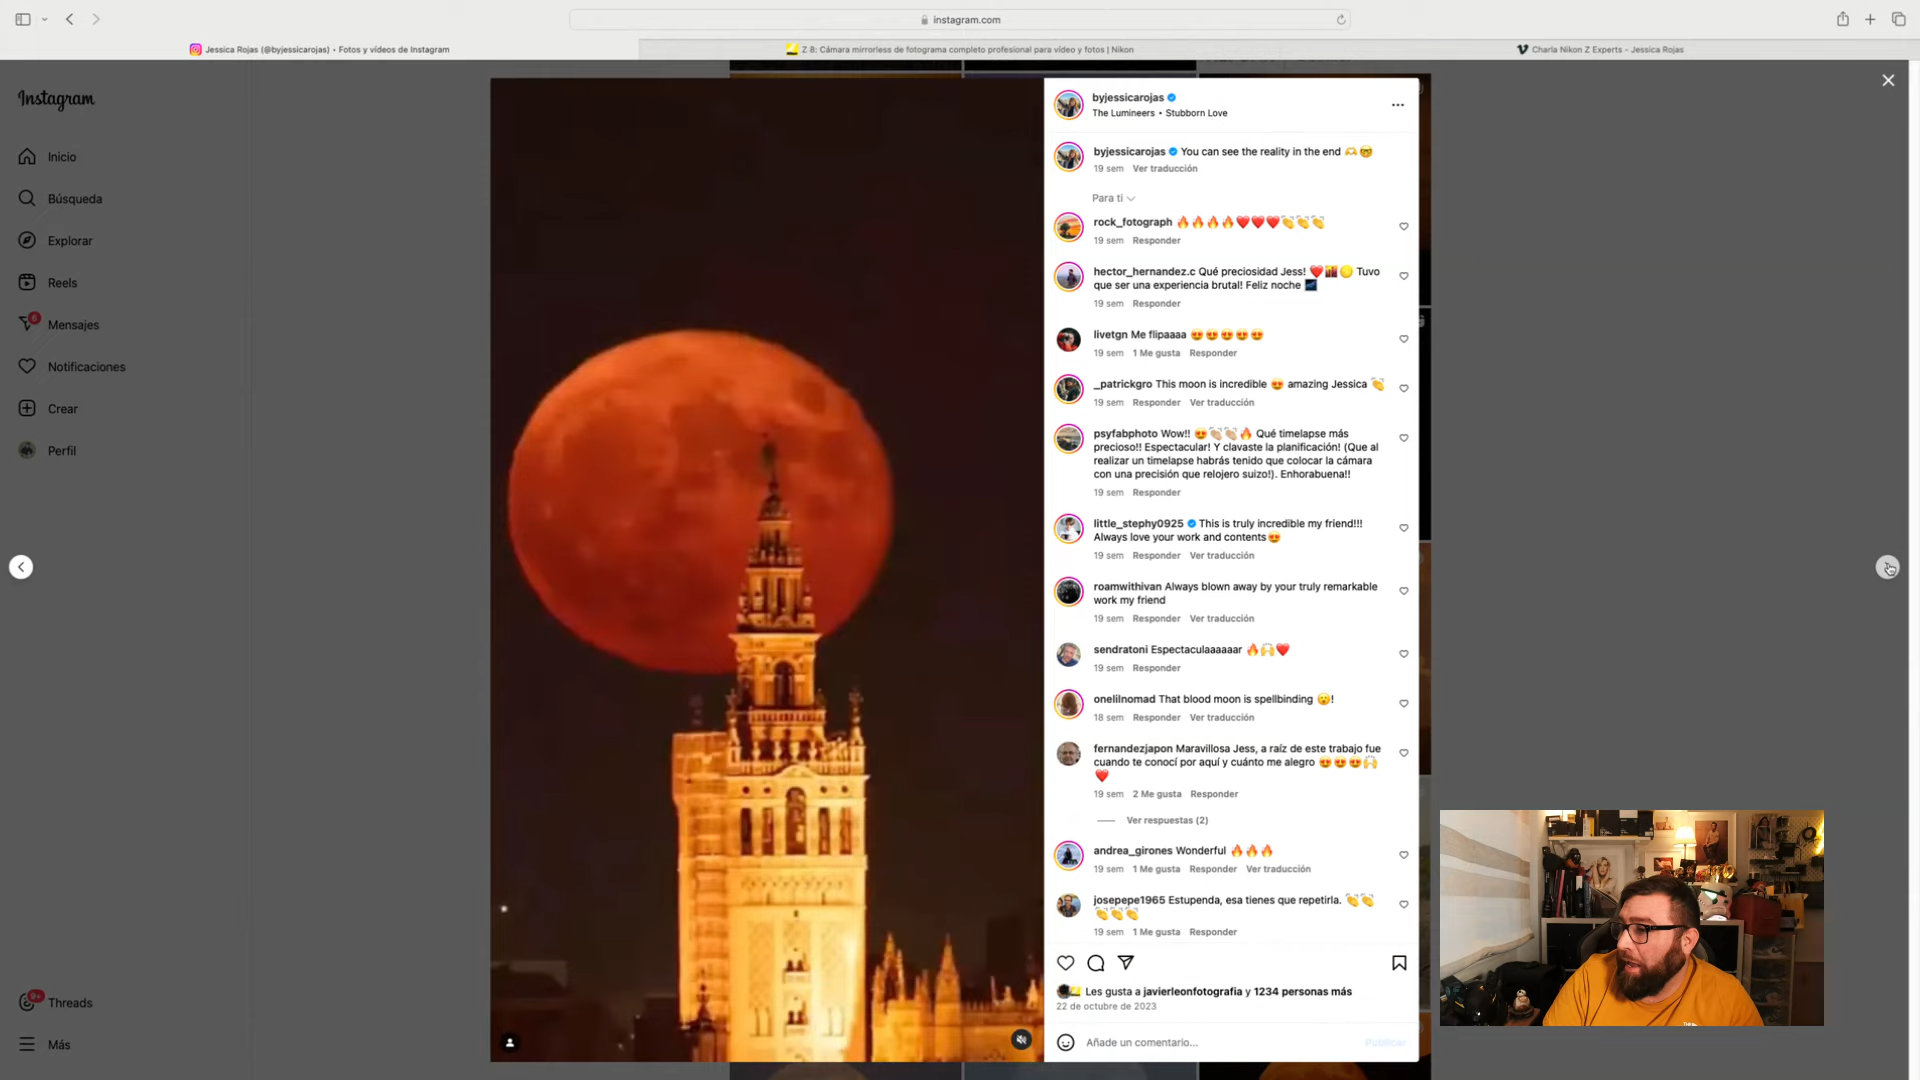 instagram.com
Jessica Rojas (@byjessicarojas) • Fotos y vídeos de Instagram
Z 8: Cámara mirrorless de fotograma completo profesional para vídeo y fotos | Nikon
Charla Nikon Z Experts - Jessica Rojas
Instagram
Inicio
Búsqueda
Explorar
Reels
6
Mensajes
Notificaciones
Crear
Perfil
9+
Threads
Más
byjessicarojas
The Lumineers • Stubborn Love
byjessicarojas You can see the reality in the end
19 sem Ver traducción
Para ti
rock_fotograph
19 sem Responder
hector_hernandez.c Qué preciosidad Jess! Tuvo
que ser una experiencia brutal! Feliz noche
19 sem Responder
livetgn Me flipaaaa
19 sem 1 Me gusta Responder
_patrickgro This moon is incredible amazing Jessica
19 sem Responder Ver traducción
psyfabphoto Wow!! Qué timelapse más
precioso!! Espectacular! Y clavaste la planificación! (Que al
realizar un timelapse habrás tenido que colocar la cámara
con una precisión que relojero suizo!). Enhorabuena!!
19 sem Responder
little_stephy0925 This is truly incredible my friend!!!
Always love your work and contents
19 sem Responder Ver traducción
roamwithivan Always blown away by your truly remarkable
work my friend
19 sem Responder Ver traducción
sendratoni Espectaculaaaaaar
19 sem Responder
onelilnomad That blood moon is spellbinding !
18 sem Responder Ver traducción
fernandezjapon Maravillosa Jess, a raíz de este trabajo fue
cuando te conocí por aquí y cuánto me alegro
19 sem 2 Me gusta Responder
Ver respuestas (2)
andrea_girones Wonderful
19 sem 1 Me gusta Responder Ver traducción
josepepe1965 Estupenda, esa tienes que repetirla.
19 sem 1 Me gusta Responder
Les gusta a javierleonfotografia y 1234 personas más
22 de octubre de 2023
Añade un comentario...
Publicar